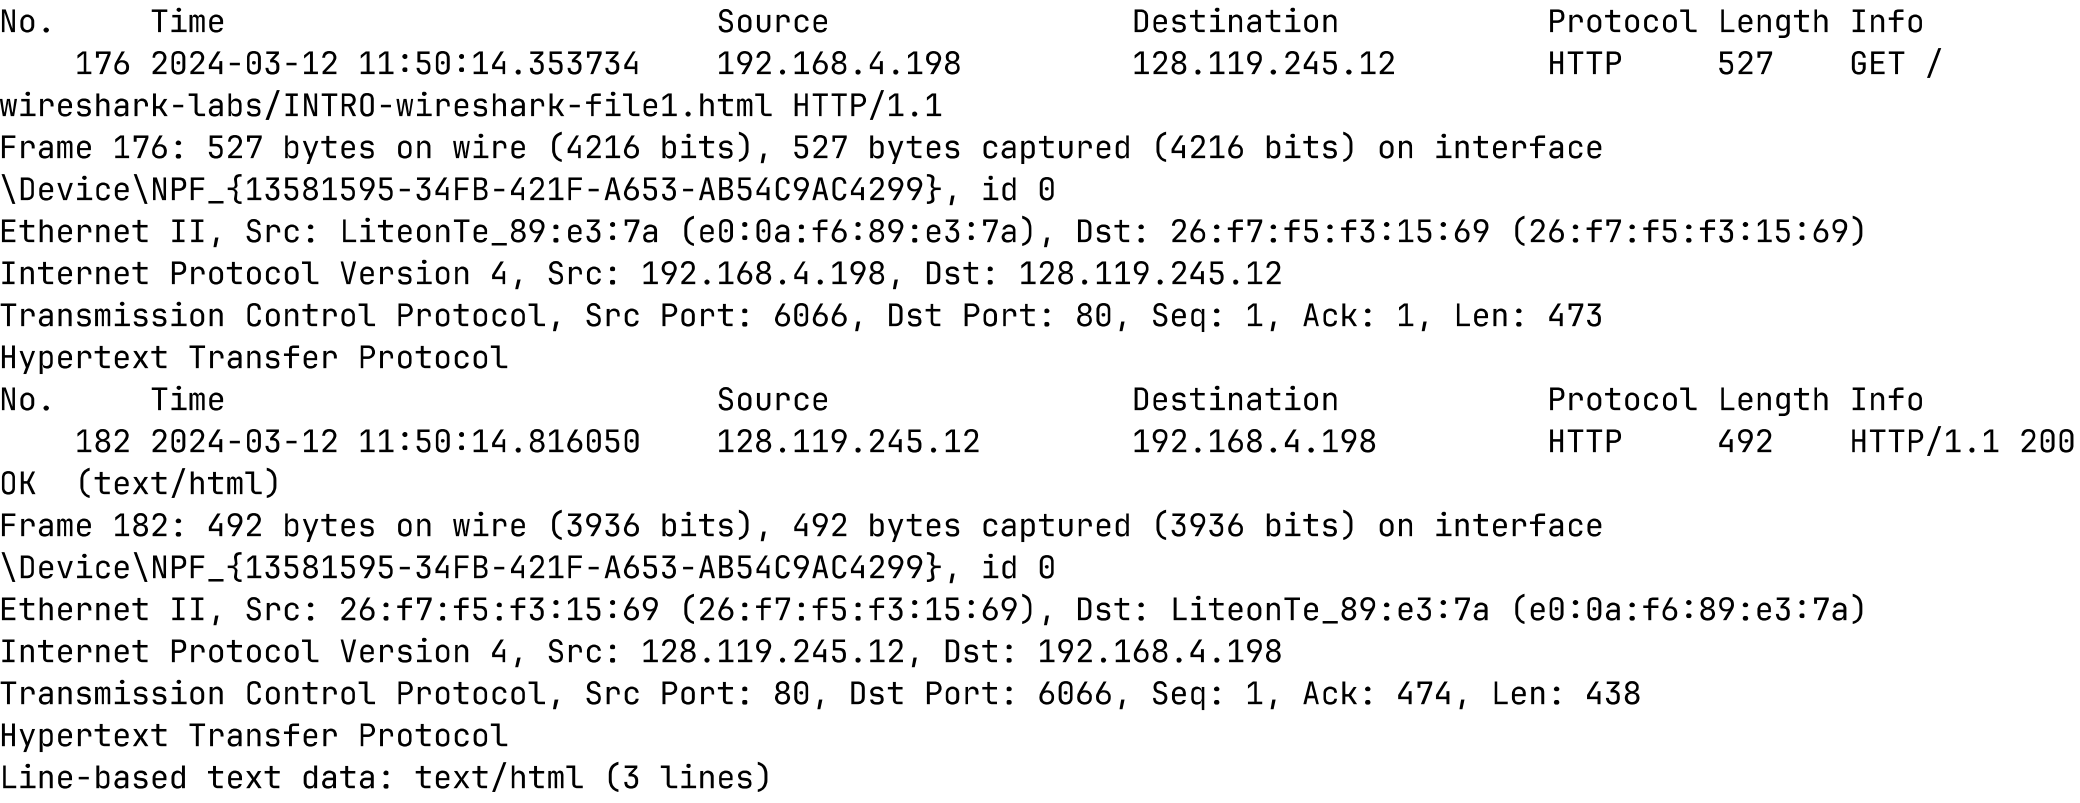 No.     Time                          Source                Destination           Protocol Length Info
    176 2024-03-12 11:50:14.353734    192.168.4.198         128.119.245.12        HTTP     527    GET /
wireshark-labs/INTRO-wireshark-file1.html HTTP/1.1
Frame 176: 527 bytes on wire (4216 bits), 527 bytes captured (4216 bits) on interface
\Device\NPF_{13581595-34FB-421F-A653-AB54C9AC4299}, id 0
Ethernet II, Src: LiteonTe_89:e3:7a (e0:0a:f6:89:e3:7a), Dst: 26:f7:f5:f3:15:69 (26:f7:f5:f3:15:69)
Internet Protocol Version 4, Src: 192.168.4.198, Dst: 128.119.245.12
Transmission Control Protocol, Src Port: 6066, Dst Port: 80, Seq: 1, Ack: 1, Len: 473
Hypertext Transfer Protocol
No.     Time                          Source                Destination           Protocol Length Info
    182 2024-03-12 11:50:14.816050    128.119.245.12        192.168.4.198         HTTP     492    HTTP/1.1 200
OK  (text/html)
Frame 182: 492 bytes on wire (3936 bits), 492 bytes captured (3936 bits) on interface
\Device\NPF_{13581595-34FB-421F-A653-AB54C9AC4299}, id 0
Ethernet II, Src: 26:f7:f5:f3:15:69 (26:f7:f5:f3:15:69), Dst: LiteonTe_89:e3:7a (e0:0a:f6:89:e3:7a)
Internet Protocol Version 4, Src: 128.119.245.12, Dst: 192.168.4.198
Transmission Control Protocol, Src Port: 80, Dst Port: 6066, Seq: 1, Ack: 474, Len: 438
Hypertext Transfer Protocol
Line-based text data: text/html (3 lines)